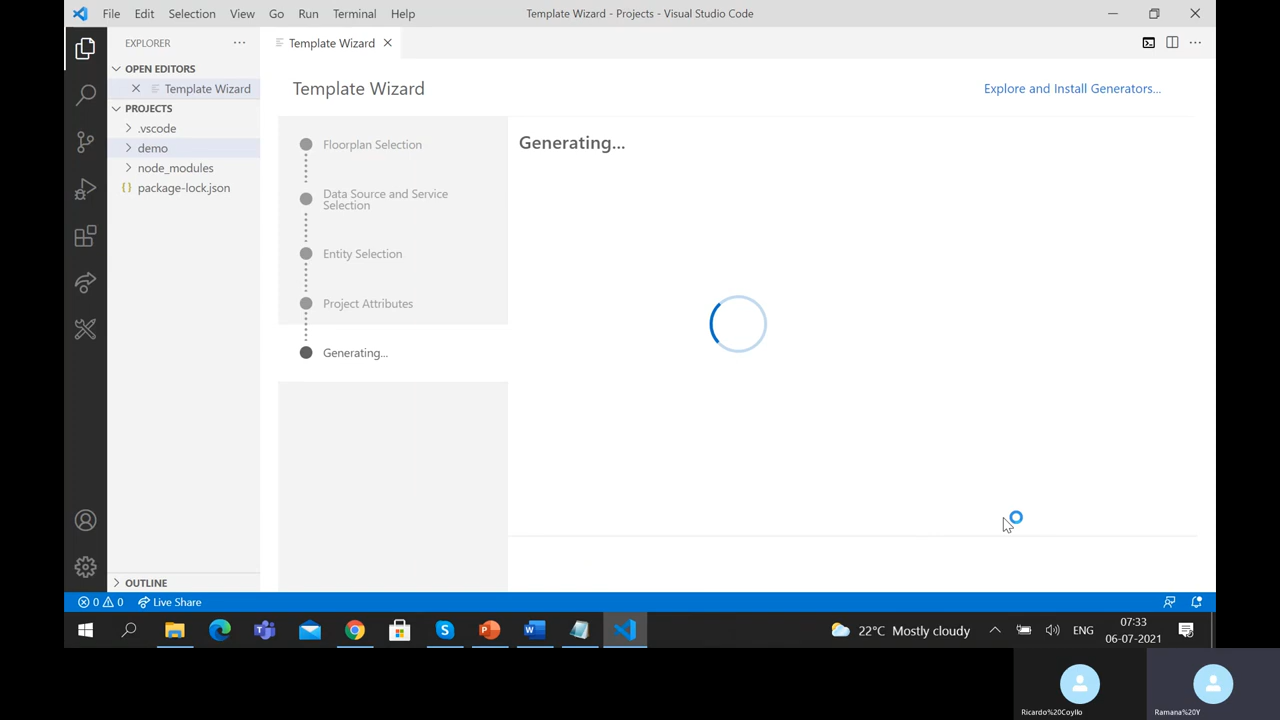 File Edit Selection View Go Run Terminal Help Template Wizard - Projects - Visual Studio Code
EXPLORER
Template Wizard
OPEN EDITORS
Template Wizard
PROJECTS
.vscode
demo
node_modules
{} package-lock.json
OUTLINE
Template Wizard
Explore and Install Generators...
Floorplan Selection
Data Source and Service
Selection
Entity Selection
Project Attributes
Generating...
Generating...
0 0 Live Share
22°C Mostly cloudy
ENG
07:33
06-07-2021
Ricardo%20Coyllo
Ramana%20Y